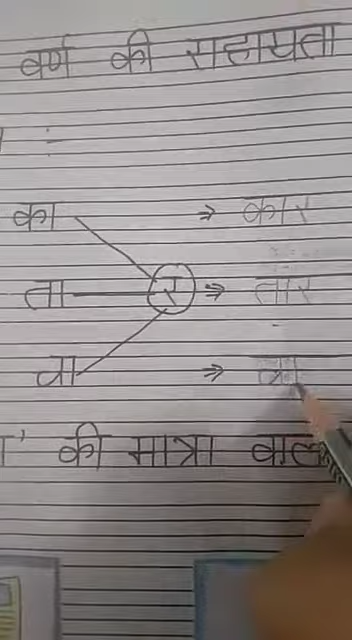 वर्ण की सहायता
:
का र ⇒ कार
ता ⇒ तार
वा ⇒ वा
' की मात्रा वाल